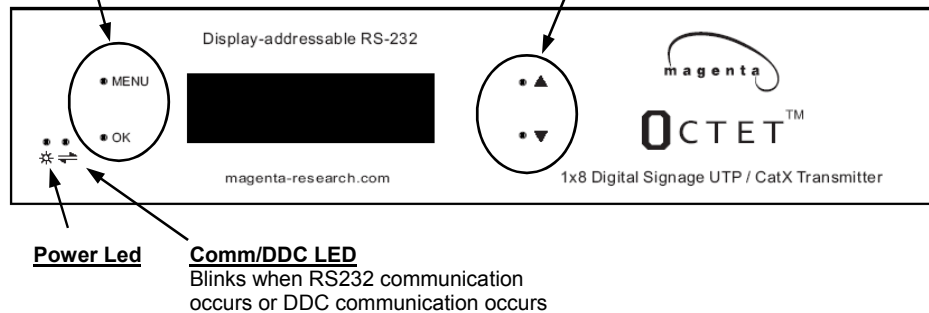 Display-addressable RS-232
MENU
OK
magenta
OCTET™
magenta-research.com
1x8 Digital Signage UTP / CatX Transmitter
Power Led
Comm/DDC LED
Blinks when RS232 communication
occurs or DDC communication occurs